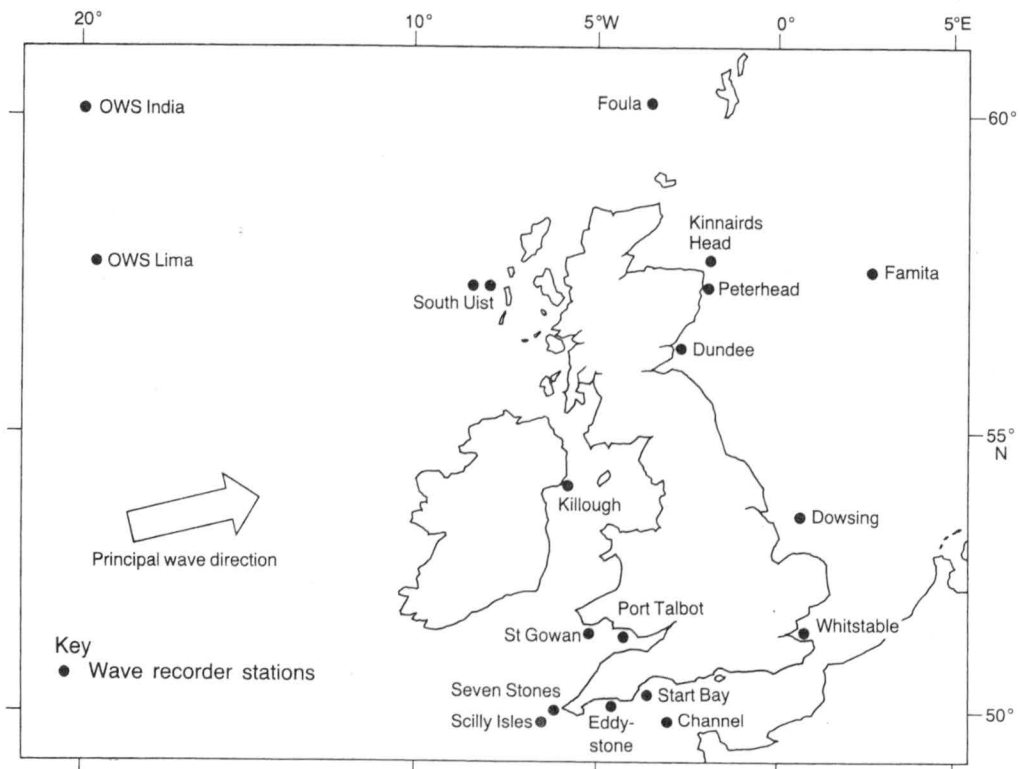 20°
10°
5°W
0°
5°E
OWS India
Foula
60°
Kinnairds
Head
OWS Lima
Famita
South Uist
Peterhead
Dundee
55°
N
Killough
Dowsing
Principal wave direction
Port Talbot
St Gowan
Whitstable
Key
Wave recorder stations
Seven Stones
Start Bay
Scilly Isles
Eddy-
stone
Channel
50°